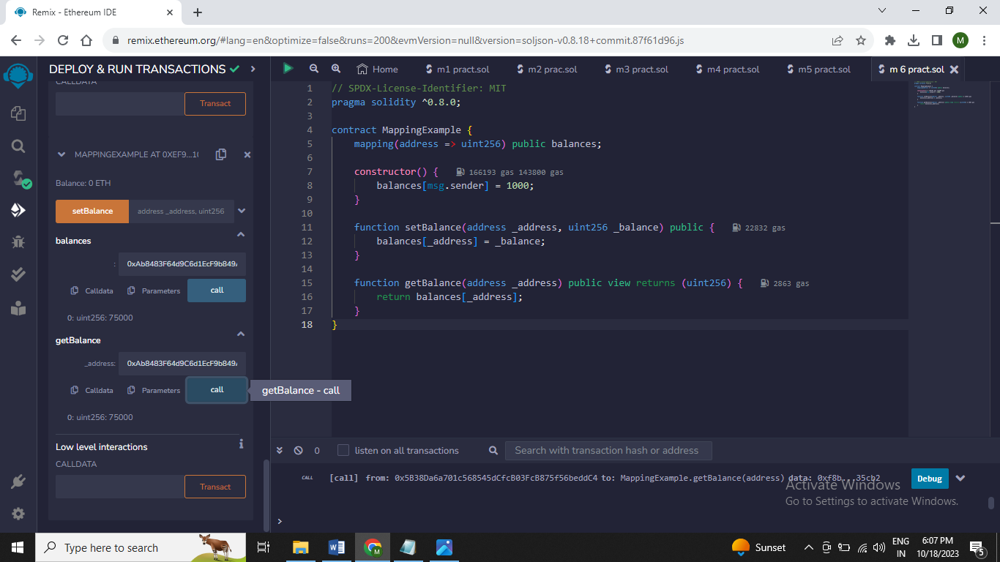 Remix - Ethereum IDE
remix.ethereum.org/#lang=en&optimize=false&runs=200&evmVersion=null&version=soljson-v0.8.18+commit.87f61d96.js
M
DEPLOY & RUN TRANSACTIONS
CALLDATA
Transact
MAPPINGEXAMPLE AT 0XEF9...1
Balance: 0 ETH
setBalance address _address, uint256
balances
: 0xAb8483F64d9C6d1EcF9b849
Calldata Parameters call
0: uint256: 75000
getBalance
_address: 0xAb8483F64d9C6d1EcF9b849
Calldata Parameters call
getBalance - call
0: uint256: 75000
Low level interactions
CALLDATA
Transact
Home m1 pract.sol m2 prac.sol m3 pract.sol m4 pract.sol m5 pract.sol m 6 pract.sol
1 // SPDX-License-Identifier: MIT
2 pragma solidity ^0.8.0;
3
4 contract MappingExample {
5 mapping(address => uint256) public balances;
6
7 constructor() { 166193 gas 143800 gas
8 balances[msg.sender] = 1000;
9 }
10
11 function setBalance(address _address, uint256 _balance) public { 22832 gas
12 balances[_address] = _balance;
13 }
14
15 function getBalance(address _address) public view returns (uint256) { 2863 gas
16 return balances[_address];
17 }
18 }
0 listen on all transactions Search with transaction hash or address
CALL [call] from: 0x5B38Da6a701c568545dCfcB03FcB875f56beddC4 to: MappingExample.getBalance(address) data: 0xf8b...35cb2 Debug
>
Activate Windows
Go to Settings to activate Windows.
Type here to search
Sunset
ENG
IN
6:07 PM
10/18/2023
5